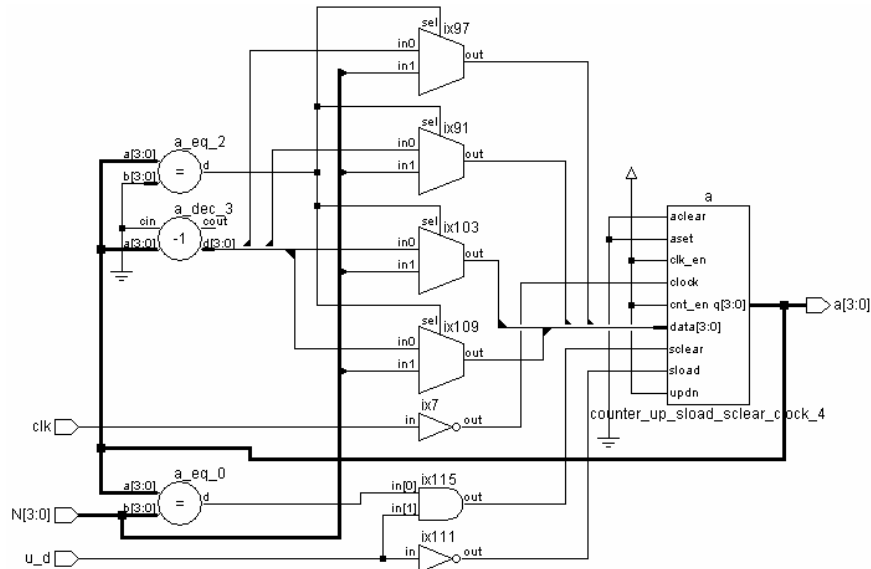 sel ix97
in0 out
in1
sel ix91
in0 out
in1
a_eq_2
a[3:0] = d
b[3:0]
a_dec_3
cin cout
a[3:0] -1 d[3:0]
sel ix103
in0 out
in1
sel ix109
in0 out
in1
a
aclear
aset
clk_en
clock
cnt_en q[3:0]
data[3:0]
sclear
sload
updn
counter_up_sload_sclear_clock_4
a[3:0]
ix7
clk in out
a_eq_0
a[3:0] = d
b[3:0]
N[3:0]
ix115
in[0] out
in[1]
u_d
ix111
in out